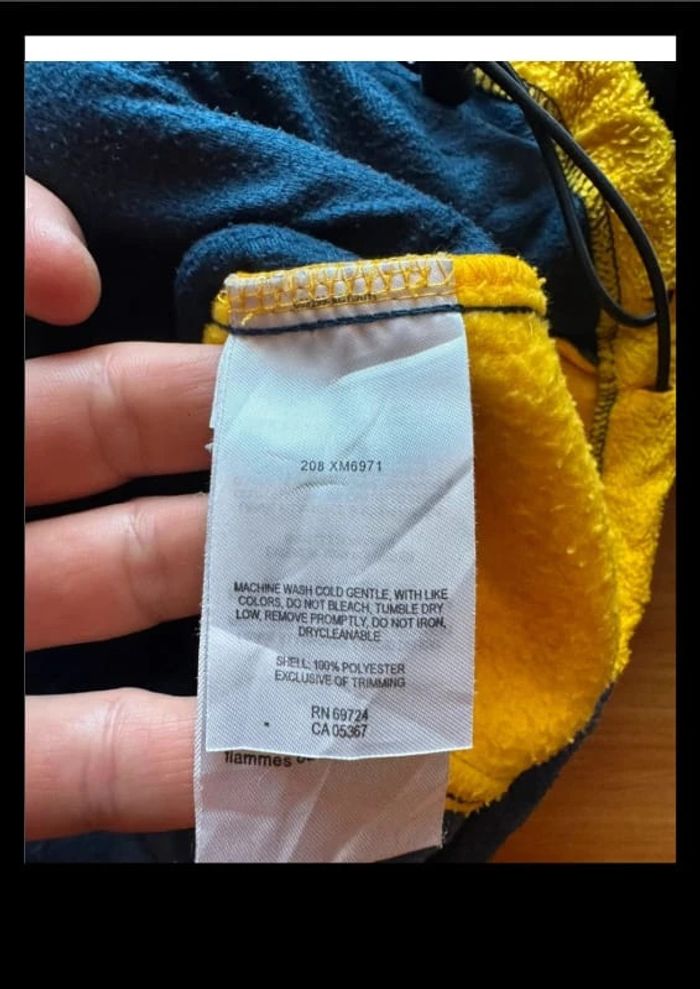 208 XM6971
MACHINE WASH COLD GENTLE, WITH LIKE
COLORS, DO NOT BLEACH, TUMBLE DRY
LOW, REMOVE PROMPTLY, DO NOT IRON,
DRYCLEANABLE
SHELL: 100% POLYESTER
EXCLUSIVE OF TRIMMING
RN 69724
CA 05367
flammes